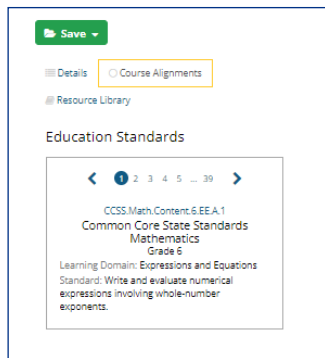 Save
Details
Course Alignments
Resource Library
Education Standards
1 2 3 4 5 ... 39
CCSS.Math.Content.6.EE.A.1
Common Core State Standards
Mathematics
Grade 6
Learning Domain: Expressions and Equations
Standard: Write and evaluate numerical
expressions involving whole-number
exponents.